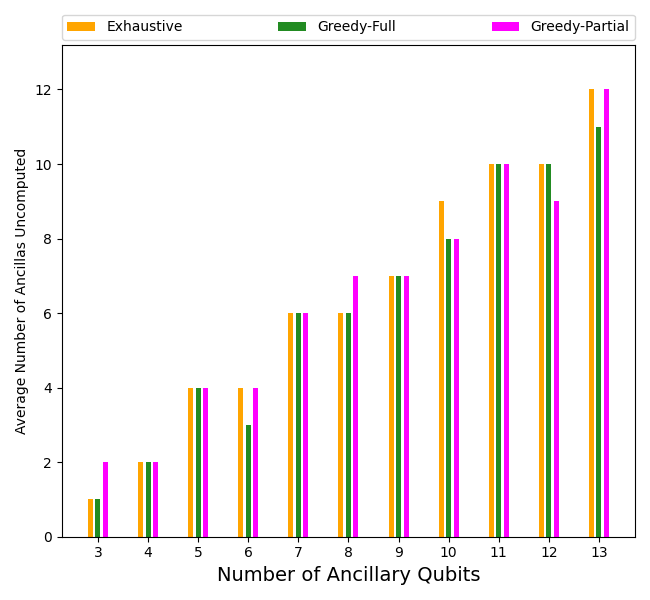 Exhaustive Greedy-Full Greedy-Partial
Average Number of Ancillas Uncomputed
12
10
8
6
4
2
0
3 4 5 6 7 8 9 10 11 12 13
Number of Ancillary Qubits